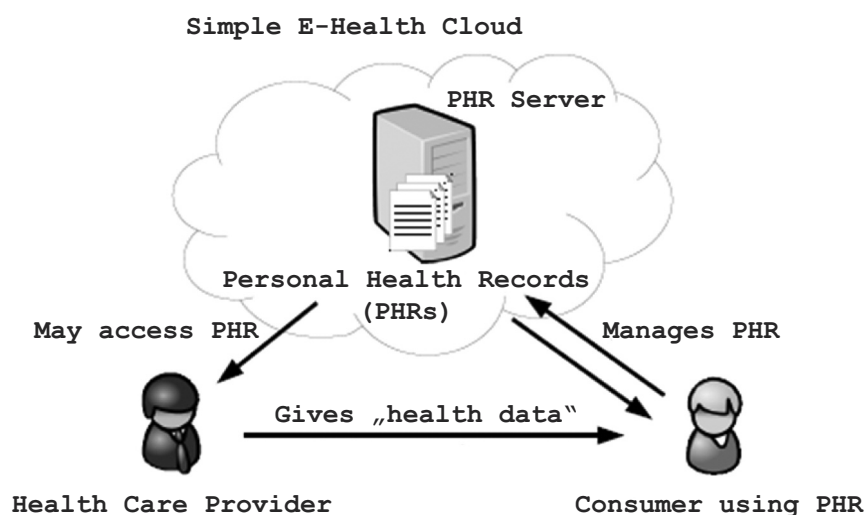 Simple E-Health Cloud
PHR Server
Personal Health Records
(PHRs)
May access PHR
Manages PHR
Gives „health data‟
Health Care Provider
Consumer using PHR